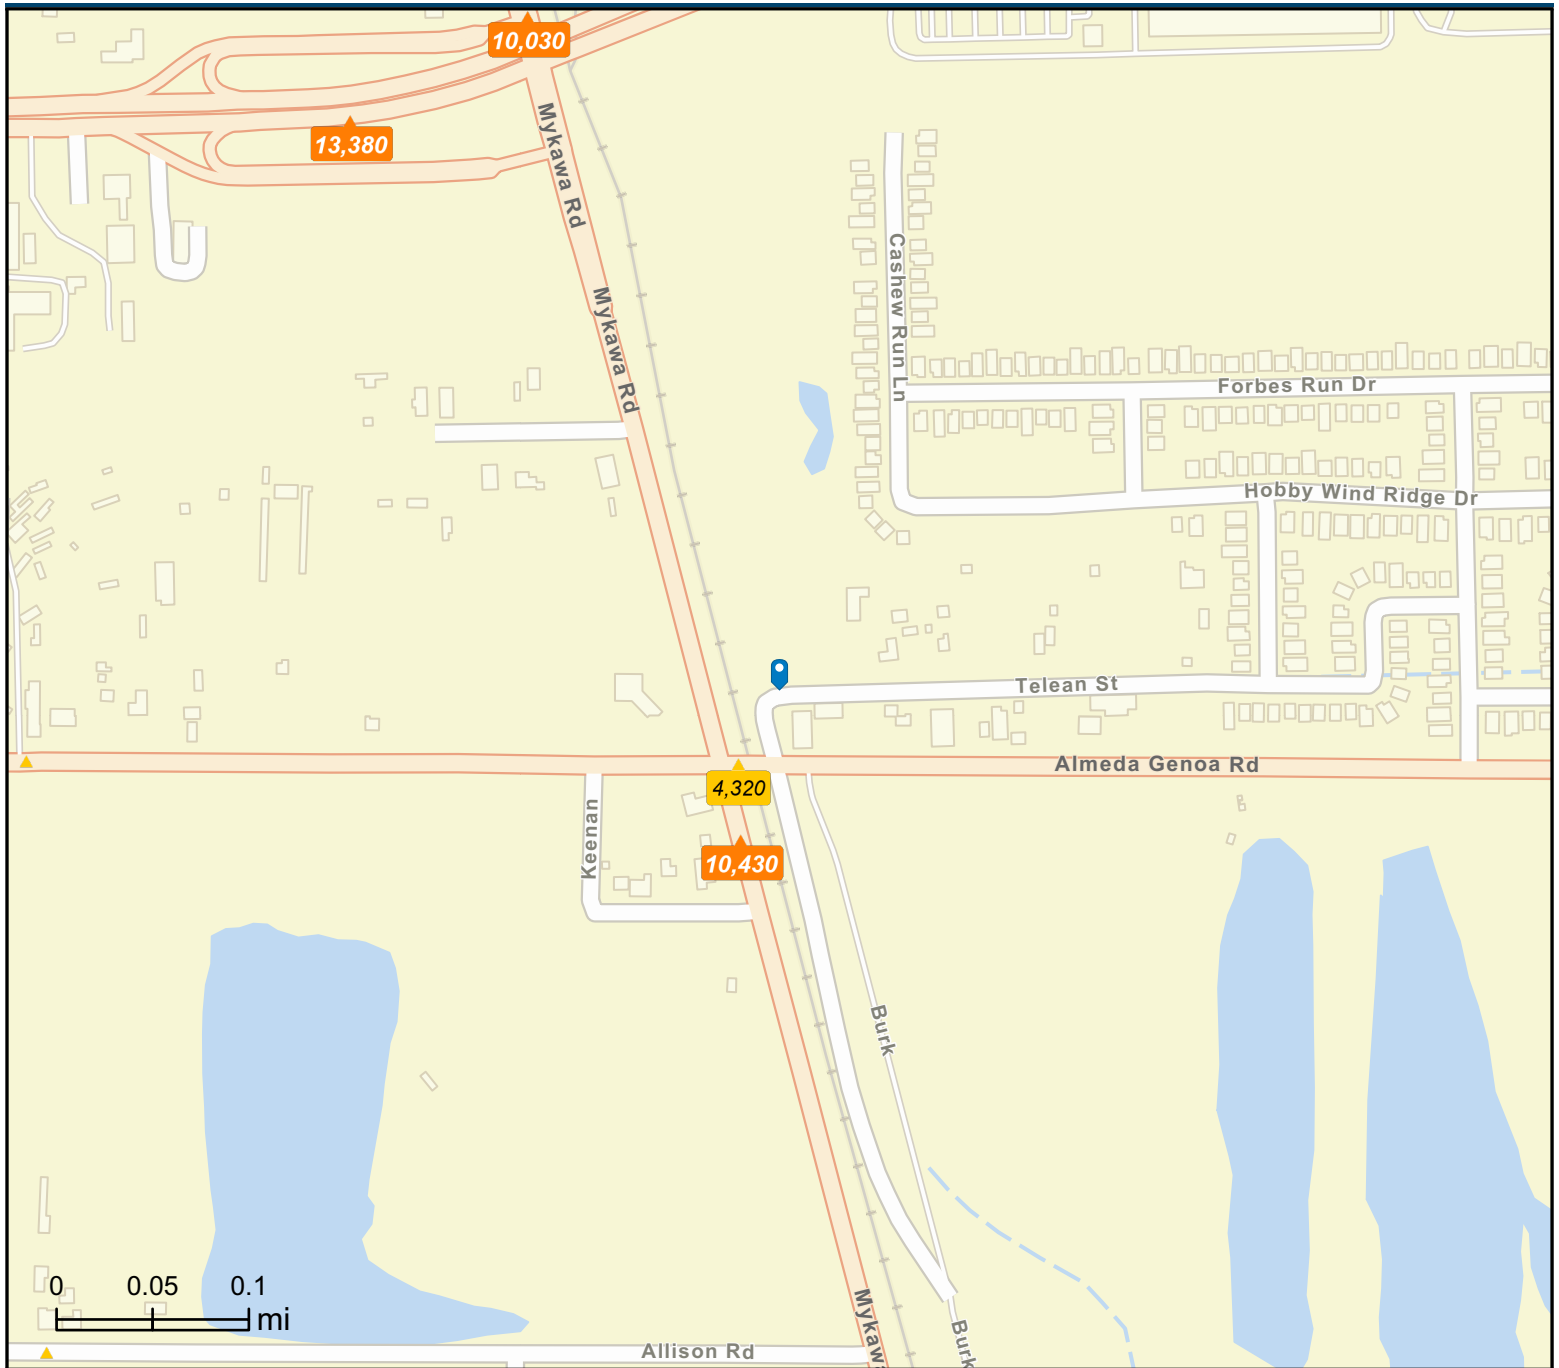 10,030
13,380
Mykawa Rd
Cashew Run Ln
Mykawa Rd
Forbes Run Dr
Hobby Wind Ridge Dr
Telean St
Almeda Genoa Rd
4,320
Keenan
10,430
Burk
0 0.05 0.1
mi
Mykawa
Burk
Allison Rd